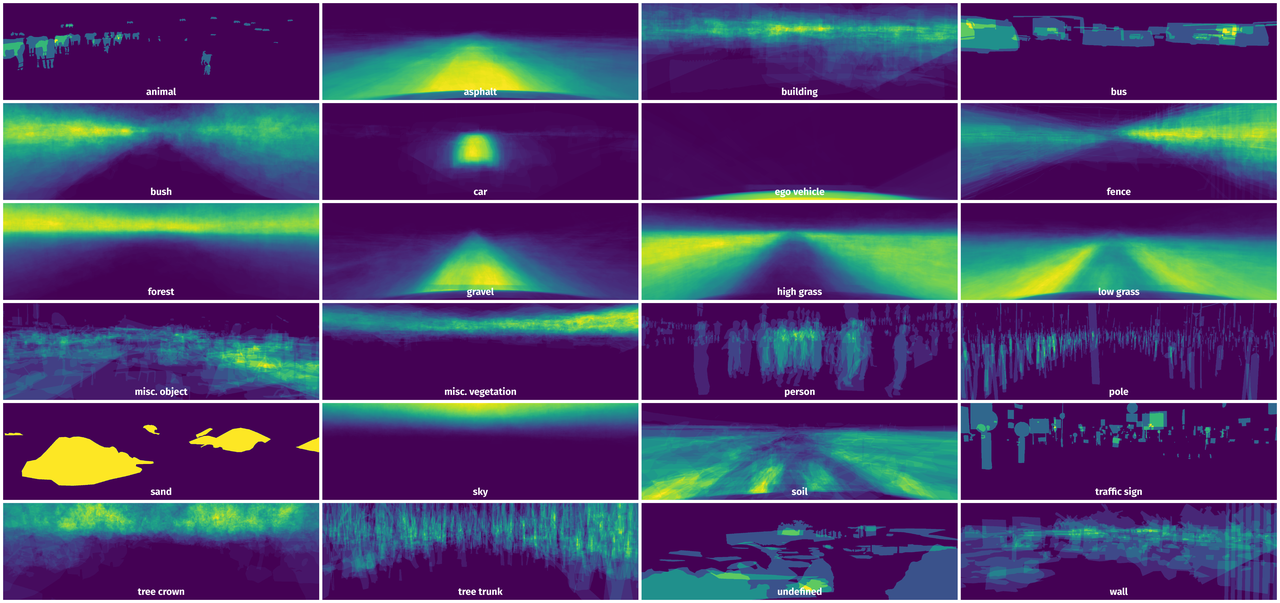 animal
asphalt
building
bus
bush
car
ego vehicle
fence
forest
gravel
high grass
low grass
misc. object
misc. vegetation
person
pole
sand
sky
soil
traffic sign
tree crown
tree trunk
undefined
wall